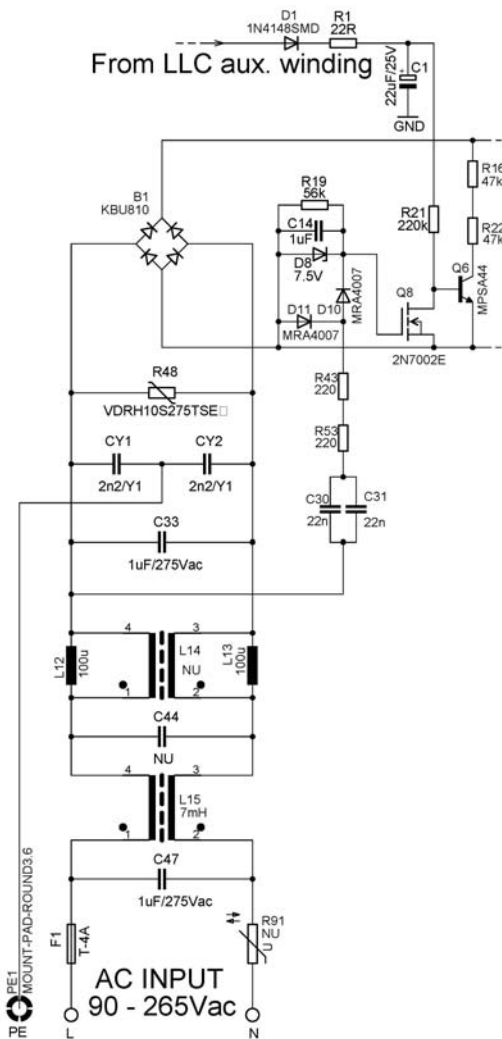 D1
1N4148SMD
R1
22R
From LLC aux. winding
22uF/25V
C1
+
GND
B1
KBU810
R19
56k
C14
1uF
D8
7.5V
D11
D10
MRA4007
MRA4007
R21
220k
R16
47k
R22
47k
Q6
MPSA44
Q8
2N7002E
R48
VDRH10S275TSE□
R43
220
R53
220
CY1
CY2
2n2/Y1
2n2/Y1
C30
22n
C31
22n
C33
1uF/275Vac
4
3
L12
100u
L14
NU
L13
100u
1
2
C44
NU
4
3
L15
7mH
1
2
C47
1uF/275Vac
PE1
MOUNT-PAD-ROUND3.6
F1
T-4A
R91
NU
U
AC INPUT
90 - 265Vac
PE
L
N